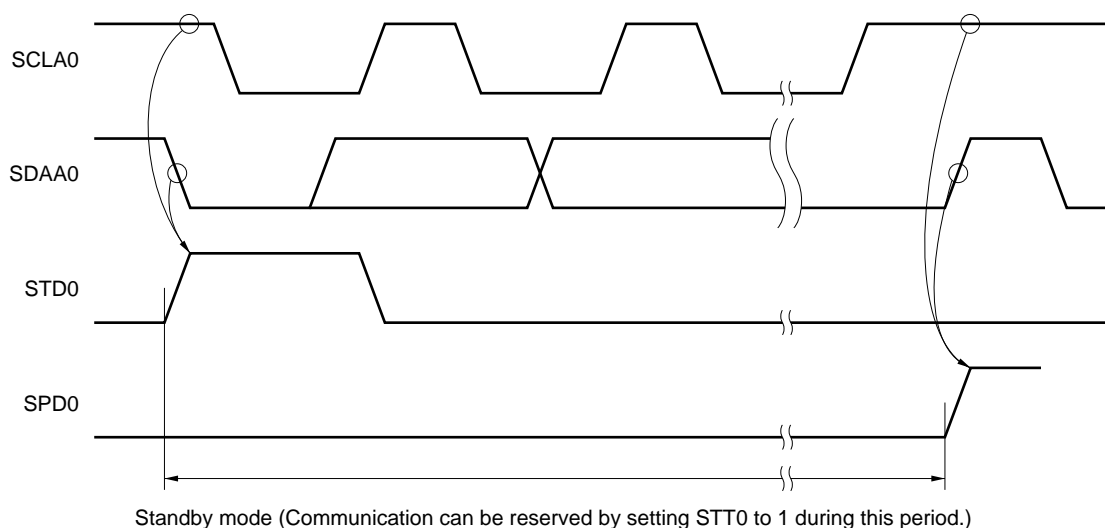 SCLA0
SDAA0
STD0
SPD0
Standby mode (Communication can be reserved by setting STT0 to 1 during this period.)